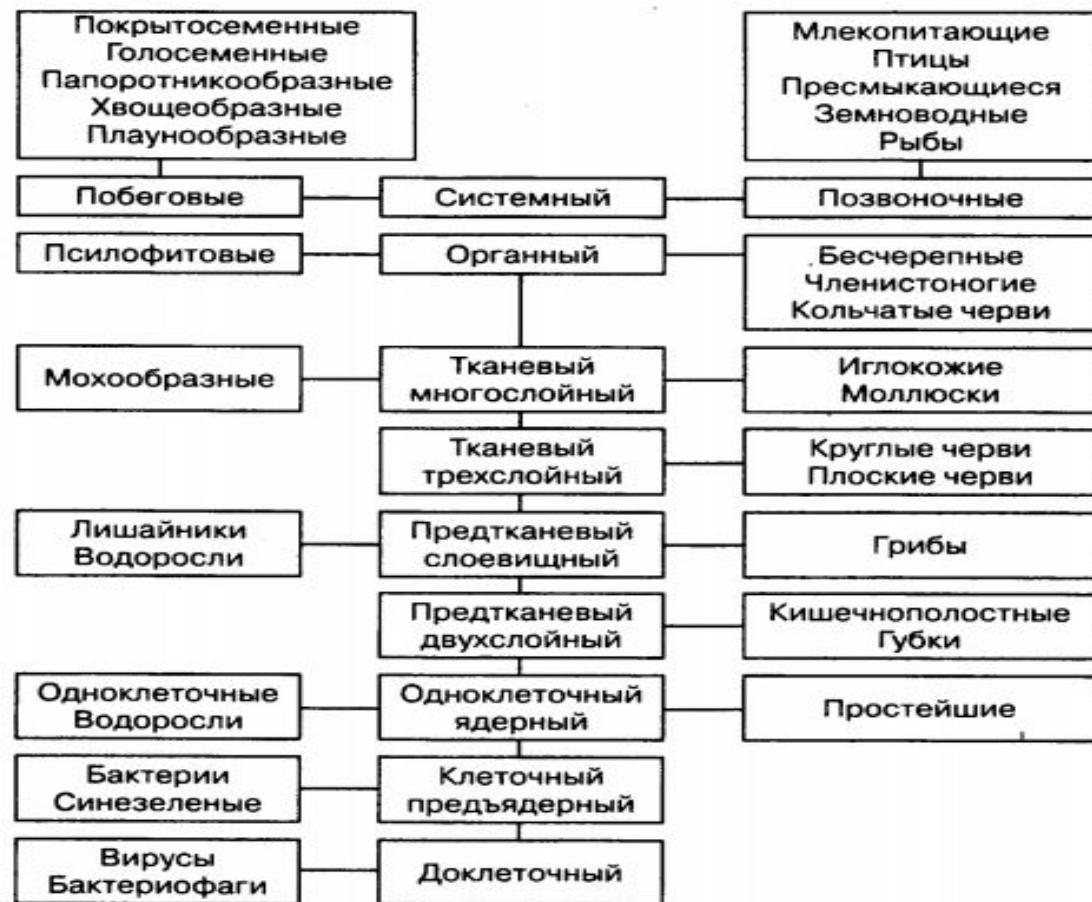 Покрытосеменные
Голосеменные
Папоротникообразные
Хвощеобразные
Плаунообразные
Млекопитающие
Птицы
Пресмыкающиеся
Земноводные
Рыбы
Побеговые
Системный
Позвоночные
Псилофитовые
Органный
Бесчерепные
Членистоногие
Кольчатые черви
Мохообразные
Тканевый
многослойный
Иглокожие
Моллюски
Тканевый
трехслойный
Круглые черви
Плоские черви
Лишайники
Водоросли
Предтканевый
слоевищный
Грибы
Предтканевый
двухслойный
Кишечнополостные
Губки
Одноклеточные
Водоросли
Одноклеточный
ядерный
Простейшие
Бактерии
Синезеленые
Клеточный
предъядерный
Вирусы
Бактериофаги
Доклеточный